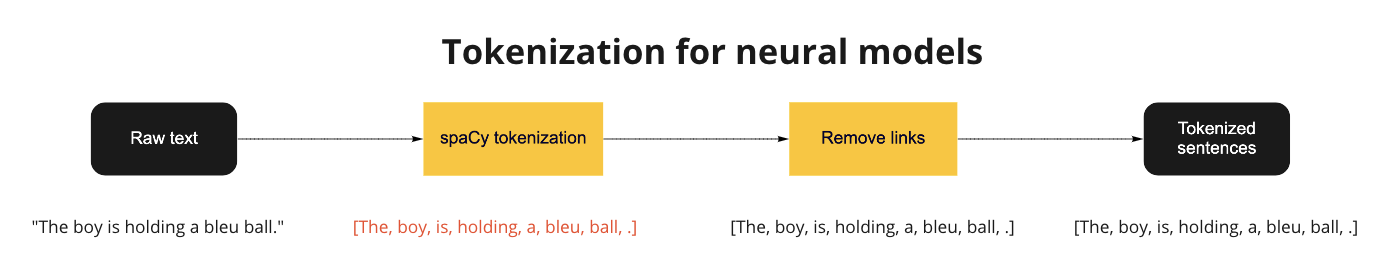 Tokenization for neural models
Raw text
spaCy tokenization
Remove links
Tokenized
sentences
"The boy is holding a bleu ball."
[The, boy, is, holding, a, bleu, ball, .]
[The, boy, is, holding, a, bleu, ball, .]
[The, boy, is, holding, a, bleu, ball, .]